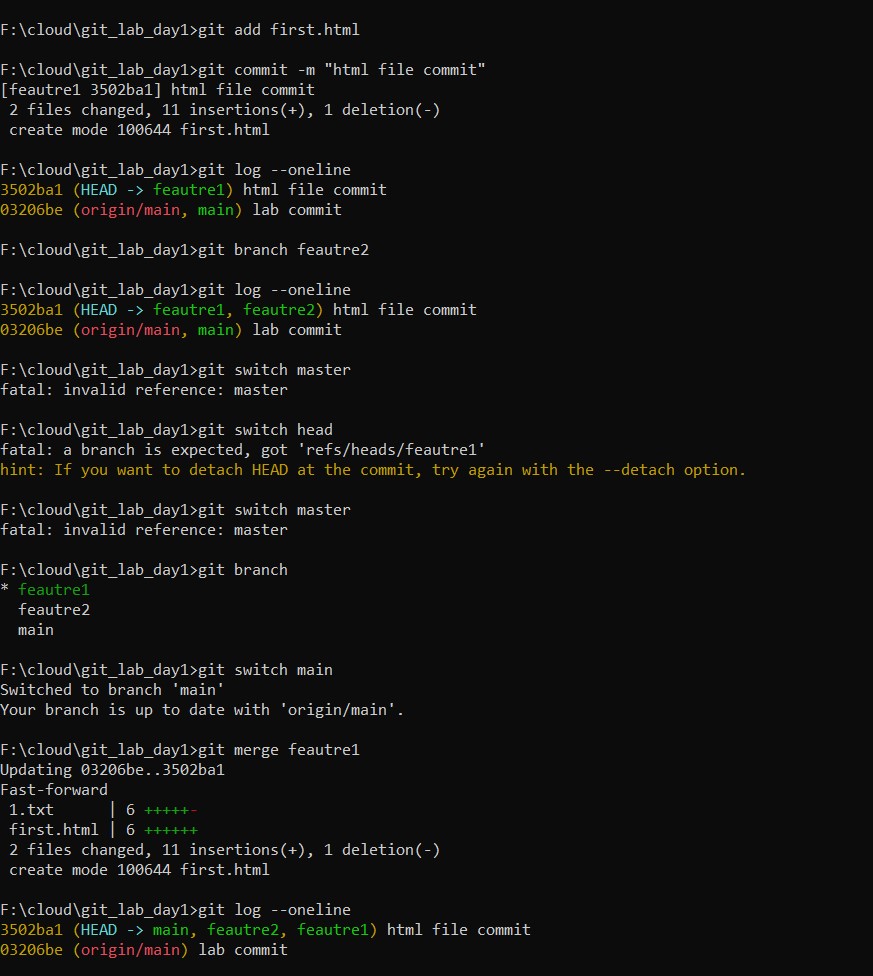 F:\cloud\git_lab_day1>git add first.html
F:\cloud\git_lab_day1>git commit -m "html file commit"
[feautre1 3502ba1] html file commit
 2 files changed, 11 insertions(+), 1 deletion(-)
 create mode 100644 first.html
F:\cloud\git_lab_day1>git log --oneline
3502ba1 (HEAD -> feautre1) html file commit
03206be (origin/main, main) lab commit
F:\cloud\git_lab_day1>git branch feautre2
F:\cloud\git_lab_day1>git log --oneline
3502ba1 (HEAD -> feautre1, feautre2) html file commit
03206be (origin/main, main) lab commit
F:\cloud\git_lab_day1>git switch master
fatal: invalid reference: master
F:\cloud\git_lab_day1>git switch head
fatal: a branch is expected, got 'refs/heads/feautre1'
hint: If you want to detach HEAD at the commit, try again with the --detach option.
F:\cloud\git_lab_day1>git switch master
fatal: invalid reference: master
F:\cloud\git_lab_day1>git branch
* feautre1
  feautre2
  main
F:\cloud\git_lab_day1>git switch main
Switched to branch 'main'
Your branch is up to date with 'origin/main'.
F:\cloud\git_lab_day1>git merge feautre1
Updating 03206be..3502ba1
Fast-forward
 1.txt      | 6 +++++-
 first.html | 6 ++++++
 2 files changed, 11 insertions(+), 1 deletion(-)
 create mode 100644 first.html
F:\cloud\git_lab_day1>git log --oneline
3502ba1 (HEAD -> main, feautre2, feautre1) html file commit
03206be (origin/main) lab commit